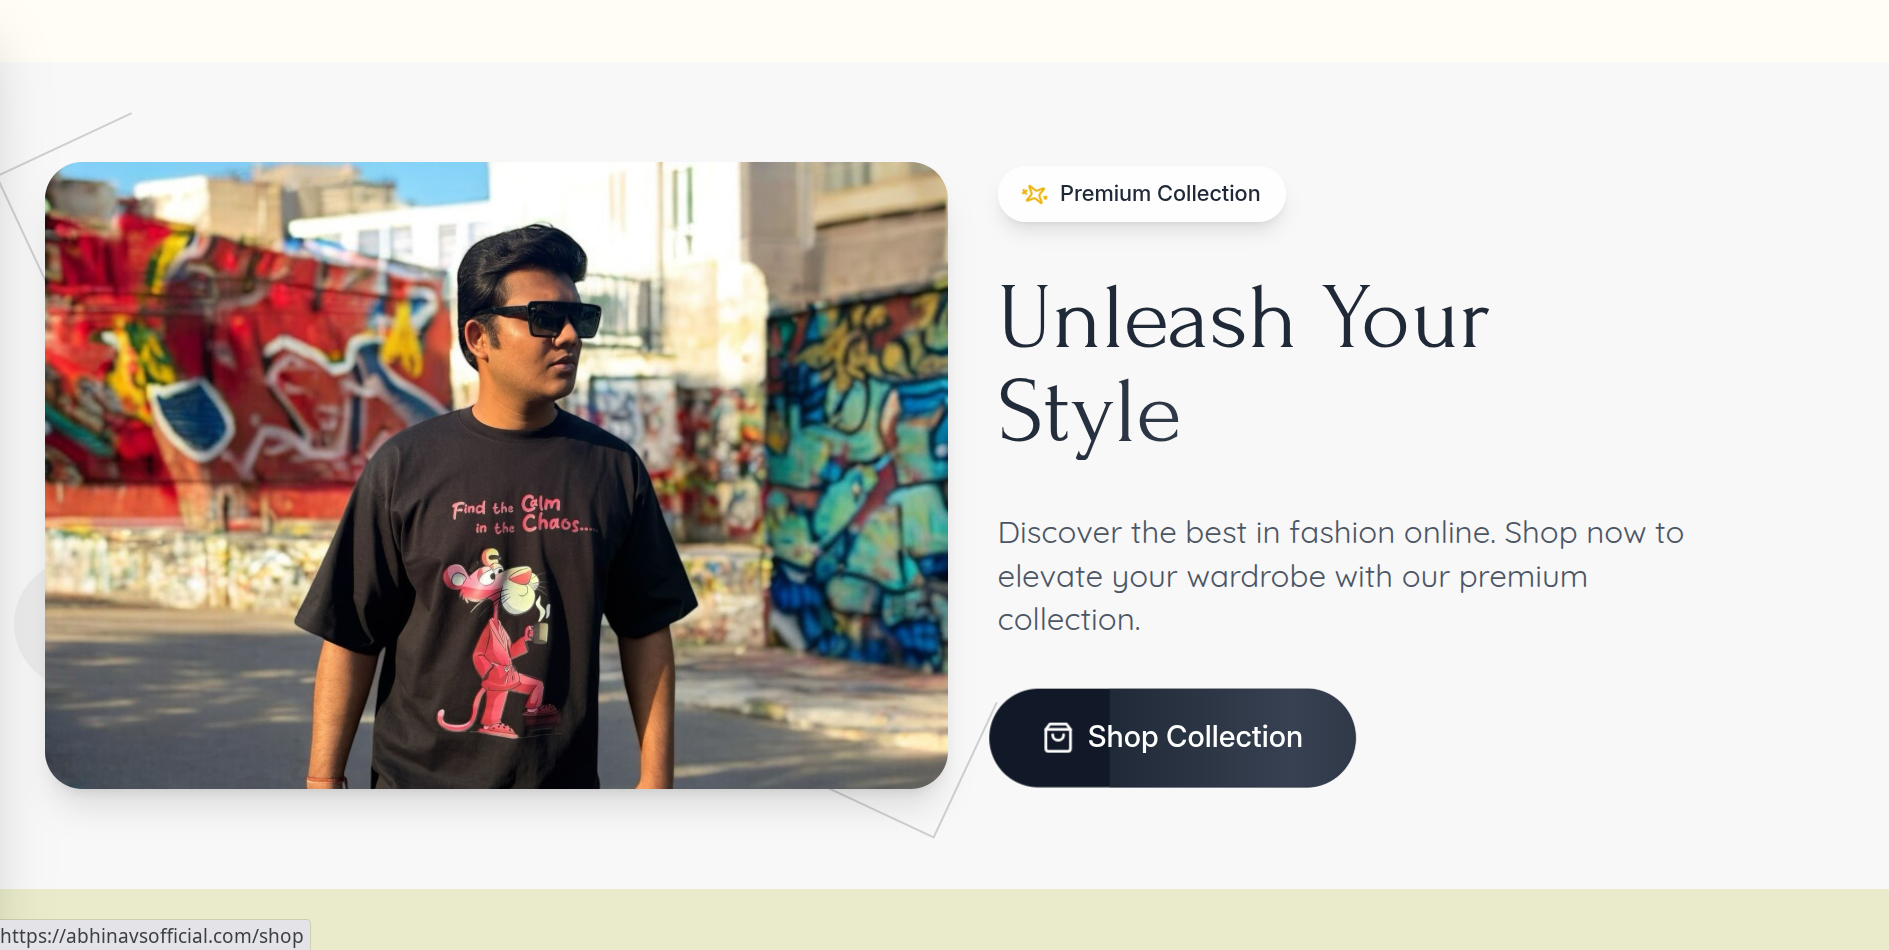 Premium Collection
Unleash Your
Style
Find the Calm
in the Chaos.....
Discover the best in fashion online. Shop now to
elevate your wardrobe with our premium
collection.
Shop Collection
https://abhinavsofficial.com/shop